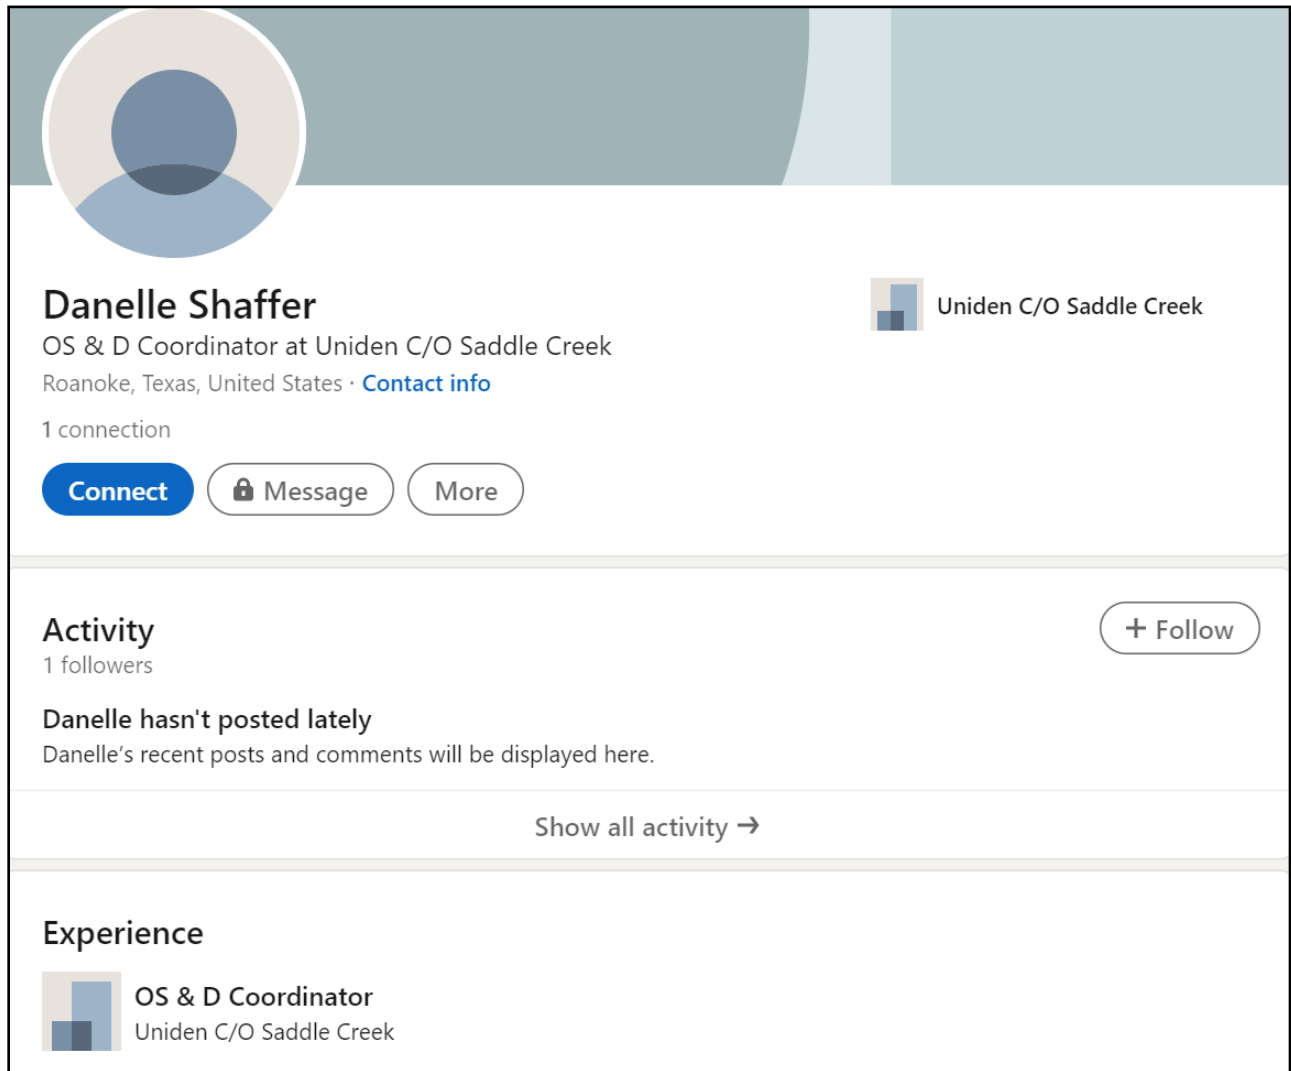 Danelle Shaffer
OS & D Coordinator at Uniden C/O Saddle Creek
Roanoke, Texas, United States · Contact info
1 connection
Connect
Message
More
Uniden C/O Saddle Creek
Activity
1 followers
+ Follow
Danelle hasn't posted lately
Danelle’s recent posts and comments will be displayed here.
Show all activity →
Experience
OS & D Coordinator
Uniden C/O Saddle Creek